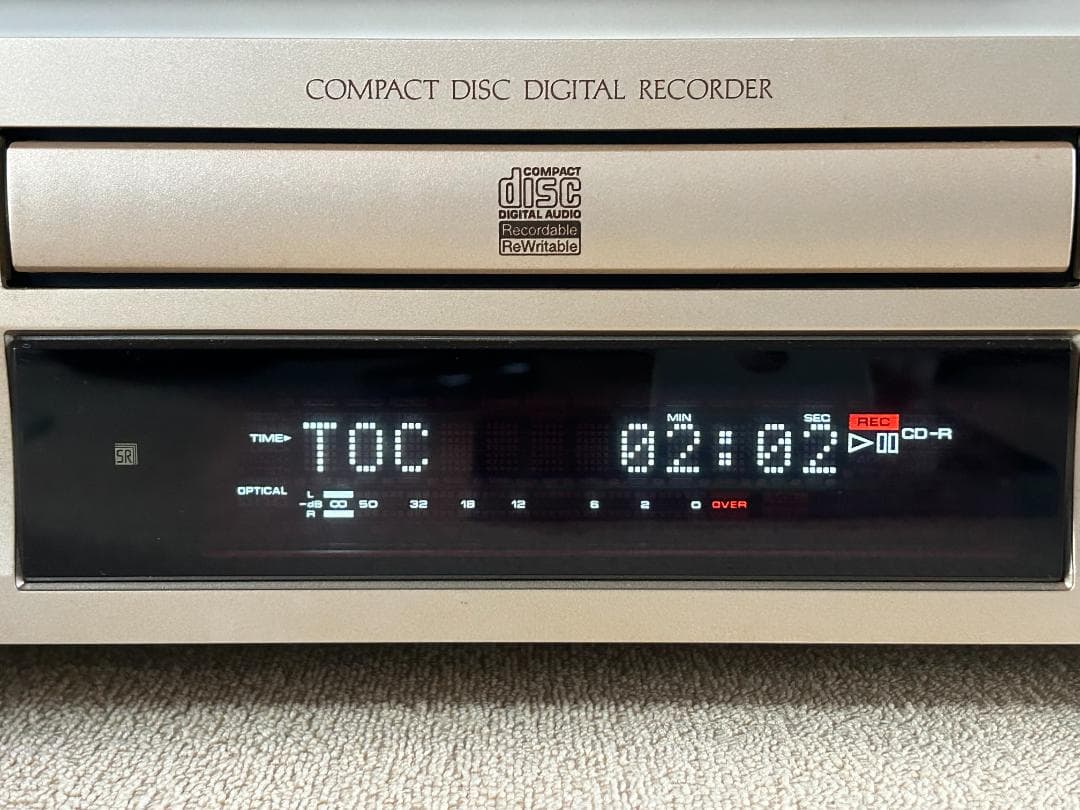 COMPACT DISC DIGITAL RECORDER
COMPACT
disc
DIGITAL AUDIO
Recordable
ReWritable
MIN SEC REC
TIME TOC 02:02 CD-R
SR
OPTICAL
L
-dB ∞ 50 32 18 12 6 2 0 OVER
R